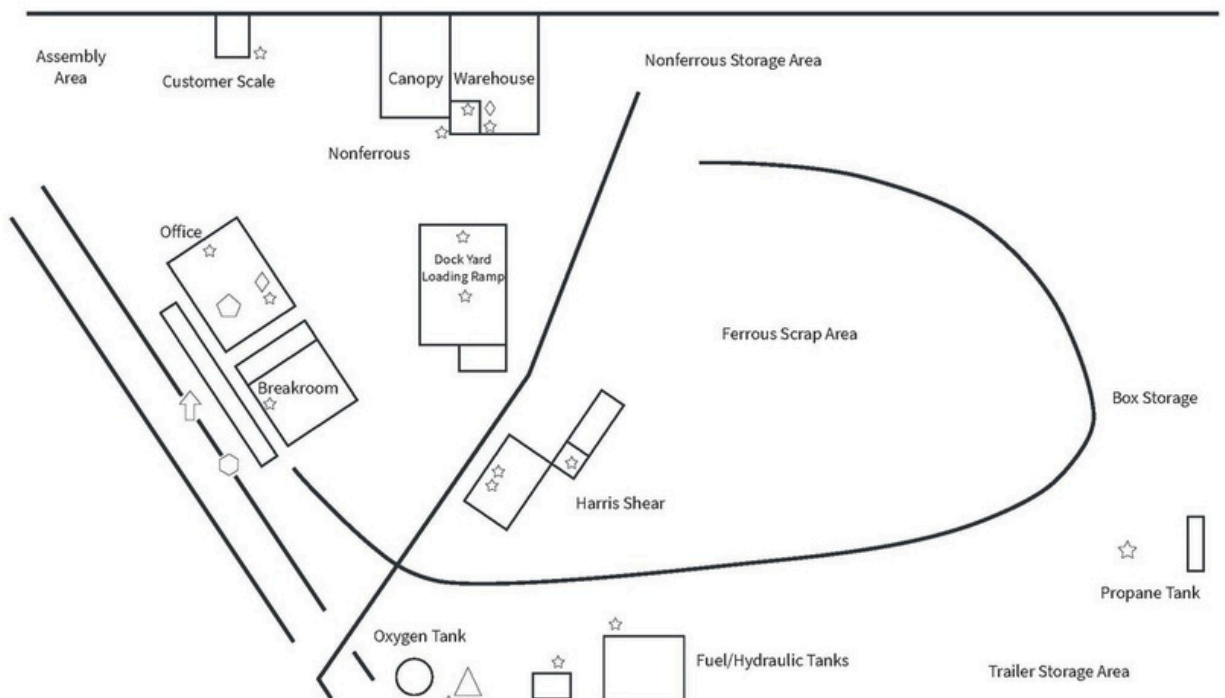 Assembly
Area
Customer Scale
Canopy
Warehouse
Nonferrous Storage Area
Nonferrous
Office
Dock Yard
Loading Ramp
Ferrous Scrap Area
Breakroom
Box Storage
Harris Shear
Propane Tank
Oxygen Tank
Fuel/Hydraulic Tanks
Trailer Storage Area